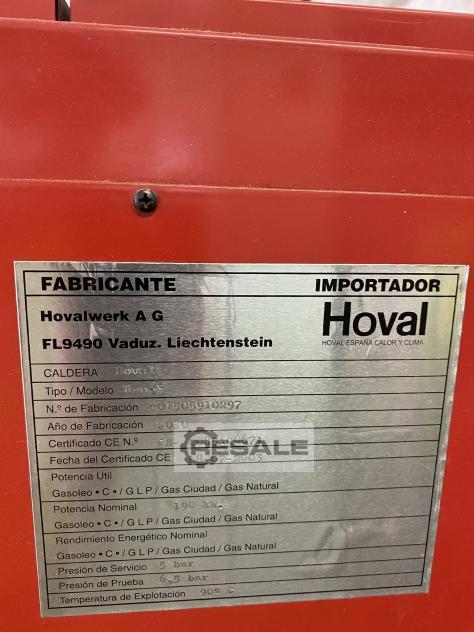 FABRICANTE IMPORTADOR
Hovalwerk A G Hoval
FL9490 Vaduz. Liechtenstein HOVAL ESPAÑA CALOR Y CLIMA
CALDERA
Tipo / Modelo
N.º de Fabricación
Año de Fabricación
Certificado CE N.º
Fecha del Certificado CE
RESALE
Potencia Util
Gasoleo • C • / G L P / Gas Ciudad / Gas Natural
Potencia Nominal 190 kw.
Gasoleo • C • / G L P / Gas Ciudad / Gas Natural
Rendimiento Energético Nominal
Gasoleo • C • / G L P / Gas Ciudad / Gas Natural
Presión de Servicio 5 bar
Presión de Prueba 6,5 bar
Temperatura de Explotación 90º C